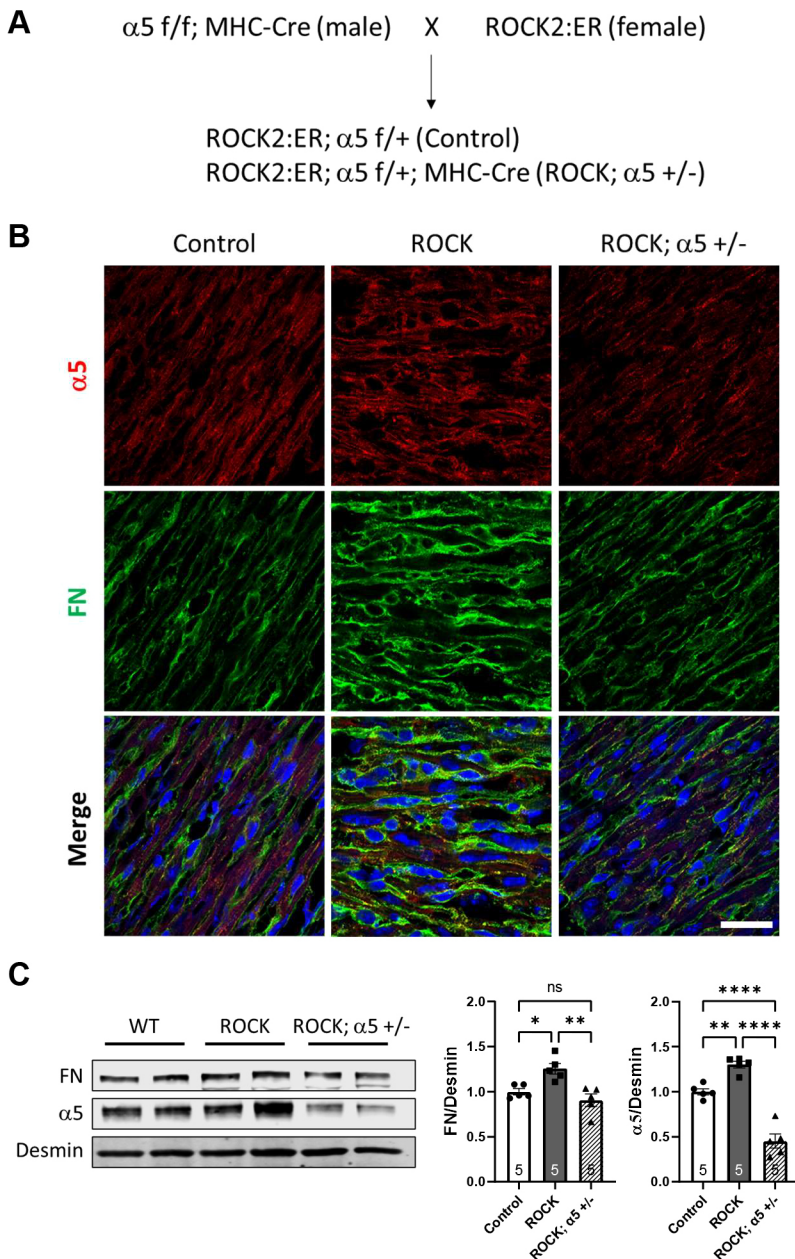 A
α5 f/f; MHC-Cre (male) X ROCK2:ER (female)
ROCK2:ER; α5 f/+ (Control)
ROCK2:ER; α5 f/+; MHC-Cre (ROCK; α5 +/-)
B
Control ROCK ROCK; α5 +/-
α5
FN
Merge
C
WT ROCK ROCK; α5 +/-
FN
α5
Desmin
FN/Desmin
2.0
1.5
1.0
0.5
0.0
ns
* **
5 5 5
Control ROCK ROCK; α5 +/-
α5/Desmin
2.0
1.5
1.0
0.5
0.0
****
** ****
5 5 5
Control ROCK ROCK; α5 +/-